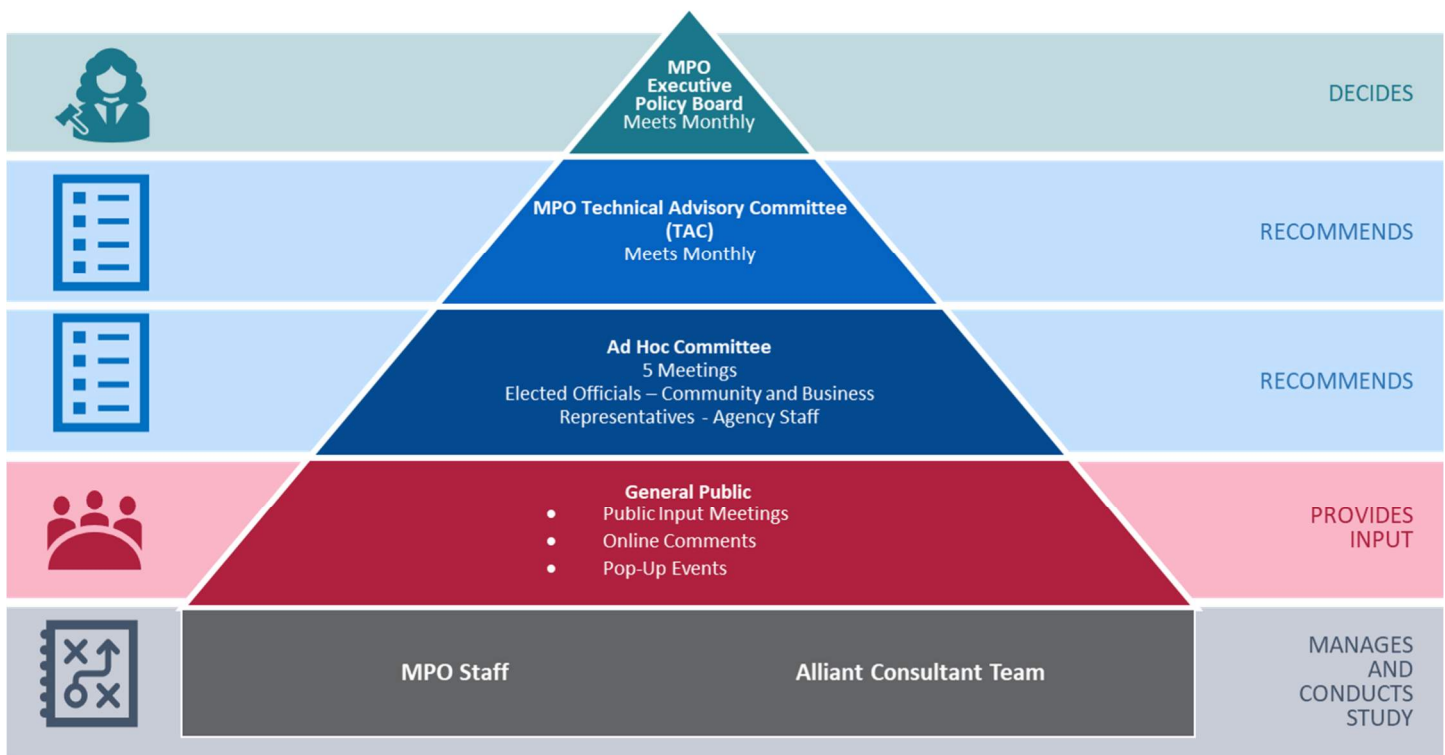 MPO
Executive
Policy Board
Meets Monthly
DECIDES
MPO Technical Advisory Committee
(TAC)
Meets Monthly
RECOMMENDS
Ad Hoc Committee
5 Meetings
Elected Officials – Community and Business
Representatives - Agency Staff
RECOMMENDS
General Public
• Public Input Meetings
• Online Comments
• Pop-Up Events
PROVIDES
INPUT
MPO Staff
Alliant Consultant Team
MANAGES
AND
CONDUCTS
STUDY